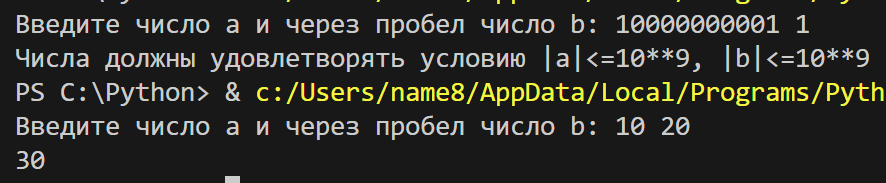 Введите число a и через пробел число b: 10000000001 1
Числа должны удовлетворять условию |a|<=10**9, |b|<=10**9
PS C:\Python> & c:/Users/name8/AppData/Local/Programs/Pyth
Введите число a и через пробел число b: 10 20
30